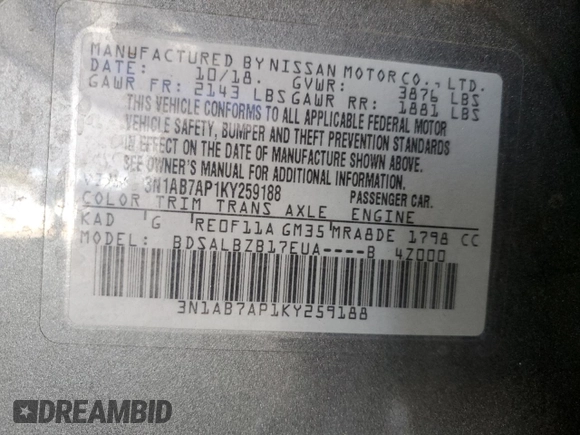 MANUFACTURED BY NISSAN MOTOR CO., LTD.
DATE: 10/18. GVWR: 3876 LBS
GAWR FR: 2143 LBS GAWR RR: 1881 LBS
THIS VEHICLE CONFORMS TO ALL APPLICABLE FEDERAL MOTOR
VEHICLE SAFETY, BUMPER AND THEFT PREVENTION STANDARDS
IN EFFECT ON THE DATE OF MANUFACTURE SHOWN ABOVE.
SEE OWNER'S MANUAL FOR ADDITIONAL INFORMATION.
3N1AB7AP1KY259188 PASSENGER CAR.
COLOR TRIM TRANS AXLE ENGINE
KAD G RE0F11A GM35 MRA8DE 1798 CC
MODEL: BDSALBZB17EUA----B 4Z000
3N1AB7AP1KY259188
DREAMBID